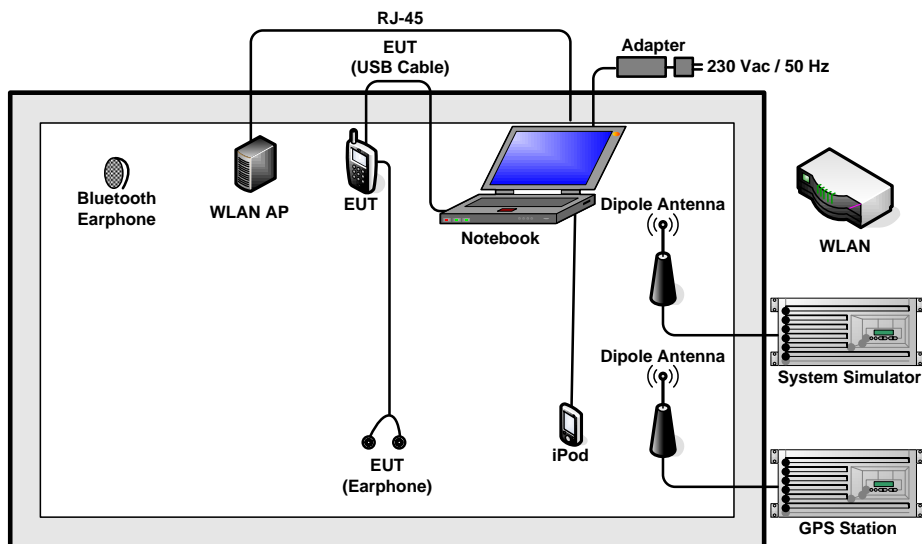 RJ-45
EUT
(USB Cable)
Adapter
230 Vac / 50 Hz
Bluetooth
Earphone
WLAN AP
EUT
Notebook
Dipole Antenna
WLAN
System Simulator
Dipole Antenna
EUT
(Earphone)
iPod
GPS Station